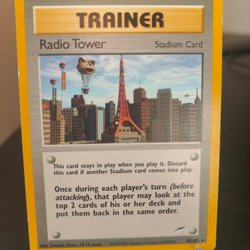 TRAINER
Radio Tower
Stadium Card
This card stays in play when you play it. Discard
this card if another Stadium card comes into play.
Once during each player's turn (before
attacking), that player may look at the
top 2 cards of his or her deck and
put them back in the same order.